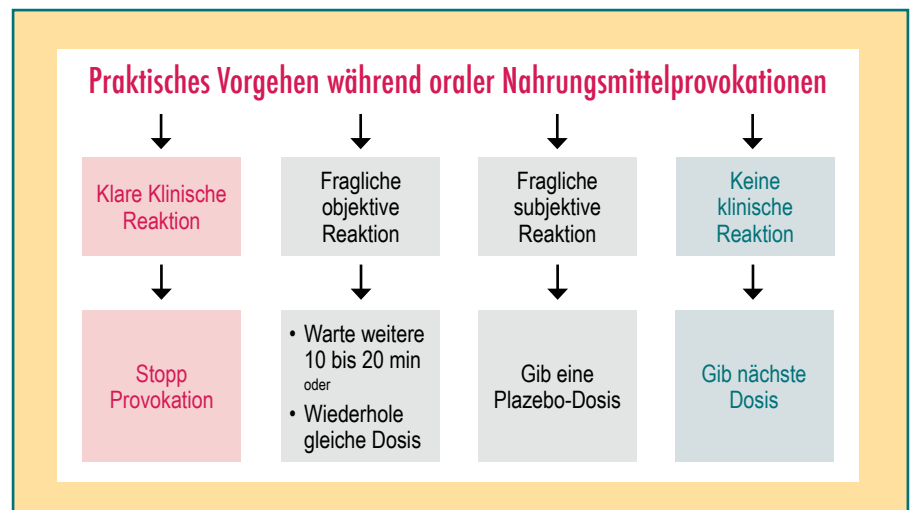 Praktisches Vorgehen während oraler Nahrungsmittelprovokationen
Klare Klinische
Reaktion
Fragliche
objektive
Reaktion
Fragliche
subjektive
Reaktion
Keine
klinische
Reaktion
Stopp
Provokation
• Warte weitere
10 bis 20 min
oder
• Wiederhole
gleiche Dosis
Gib eine
Plazebo-Dosis
Gib nächste
Dosis